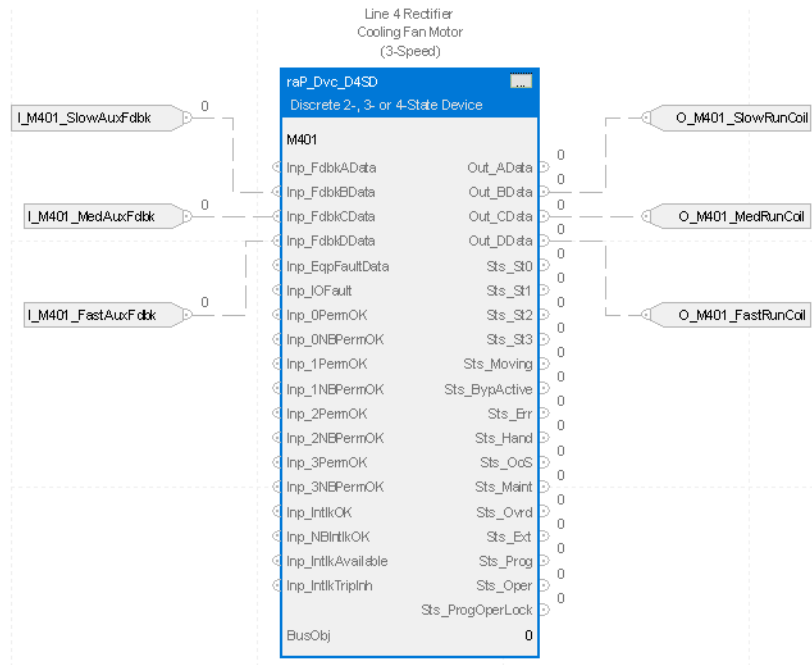 Line 4 Rectifier
Cooling Fan Motor
(3-Speed)
raP_Dvc_D4SD
...
Discrete 2-, 3- or 4-State Device
M401
I_M401_SlowAuxFdbk 0
I_M401_MedAuxFdbk 0
I_M401_FastAuxFdbk 0
Inp_FdbkAData Out_AData 0
Inp_FdbkBData Out_BData 0
Inp_FdbkCData Out_CData 0
Inp_FdbkDData Out_DData 0
Inp_EqpFaultData Sts_St0 0
Inp_IOFault Sts_St1 0
Inp_0PermOK Sts_St2 0
Inp_0NBPermOK Sts_St3 0
Inp_1PermOK Sts_Moving 0
Inp_1NBPermOK Sts_BypActive 0
Inp_2PermOK Sts_Err 0
Inp_2NBPermOK Sts_Hand 0
Inp_3PermOK Sts_OoS 0
Inp_3NBPermOK Sts_Maint 0
Inp_IntlkOK Sts_Ovrd 0
Inp_NBIntlkOK Sts_Ext 0
Inp_IntlkAvailable Sts_Prog 0
Inp_IntlkTripInh Sts_Oper 0
Sts_ProgOperLock 0
BusObj 0
O_M401_SlowRunCoil
O_M401_MedRunCoil
O_M401_FastRunCoil